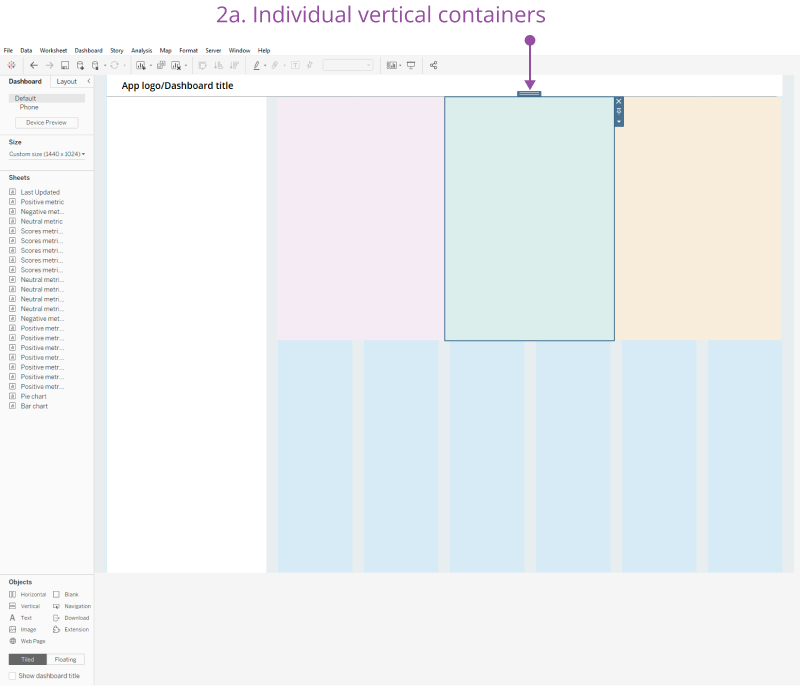 2a. Individual vertical containers
File Data Worksheet Dashboard Story Analysis Map Format Server Window Help
Dashboard Layout
App logo/Dashboard title
Default
Phone
Device Preview
Size
Custom size (1440 x 1024)
Sheets
Last Updated
Positive metric
Negative met...
Neutral metric
Scores metri...
Scores metri...
Scores metri...
Scores metri...
Scores metri...
Neutral metri...
Neutral metri...
Neutral metri...
Neutral metri...
Negative met...
Positive metr...
Positive metr...
Positive metr...
Positive metr...
Positive metr...
Positive metr...
Positive metr...
Pie chart
Bar chart
Objects
Horizontal Blank
Vertical Navigation
Text Download
Image Extension
Web Page
Tiled Floating
Show dashboard title